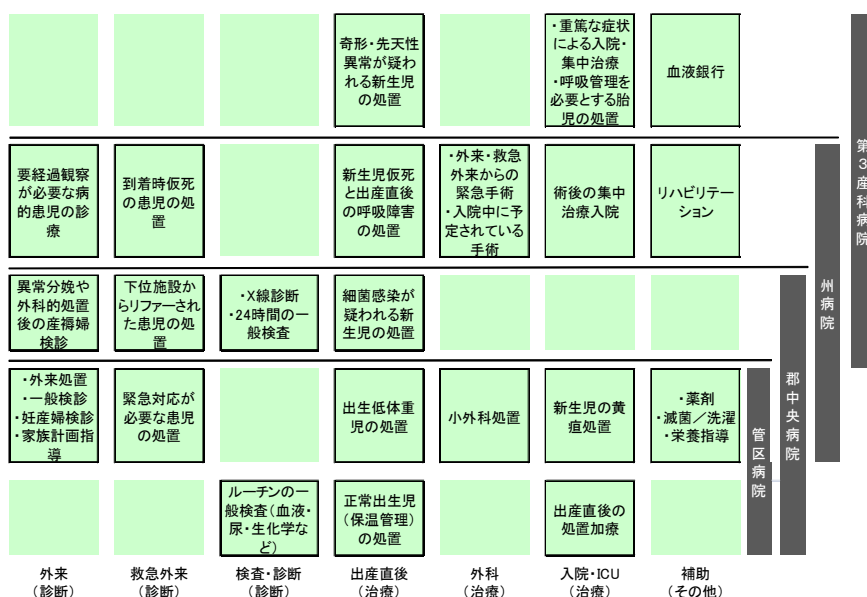 奇形・先天性
異常が疑わ
れる新生児
の処置
・重篤な症状
による入院・
集中治療
・呼吸管理を
必要とする胎
児の処置
血液銀行
要経過観察
が必要な病
的患児の診
療
到着時仮死
の患児の処
置
新生児仮死
と出産直後
の呼吸障害
の処置
・外来・救急
外来からの
緊急手術
・入院中に予
定されている
手術
術後の集中
治療入院
リハビリテー
ション
異常分娩や
外科的処置
後の産褥婦
検診
下位施設か
らリファーされ
た患児の処
置
・X線診断
・24時間の一
般検査
細菌感染が
疑われる新
生児の処置
・外来処置
・一般検診
・妊産婦検診
・家族計画指
導
緊急対応が
必要な患児
の処置
出生低体重
児の処置
小外科処置
新生児の黄
疸処置
・薬剤
・滅菌／洗濯
・栄養指導
ルーチンの一
般検査（血液・
尿・生化学な
ど）
正常出生児
（保温管理）
の処置
出産直後の
処置加療
管区病院
郡中央病院
州病院
第3産科病院
外来
（診断）
救急外来
（診断）
検査・診断
（診断）
出産直後
（治療）
外科
（治療）
入院・ICU
（治療）
補助
（その他）